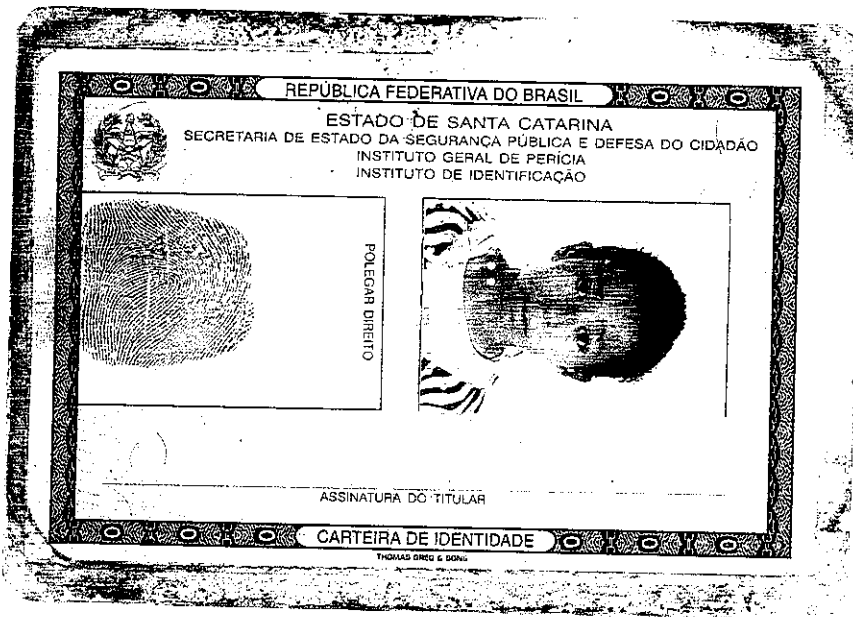 REPÚBLICA FEDERATIVA DO BRASIL
ESTADO DE SANTA CATARINA
SECRETARIA DE ESTADO DA SEGURANÇA PÚBLICA E DEFESA DO CIDADÃO
INSTITUTO GERAL DE PERÍCIA
INSTITUTO DE IDENTIFICAÇÃO
POLEGAR DIREITO
ASSINATURA DO TITULAR
CARTEIRA DE IDENTIDADE
THOMAS GREG & SONS